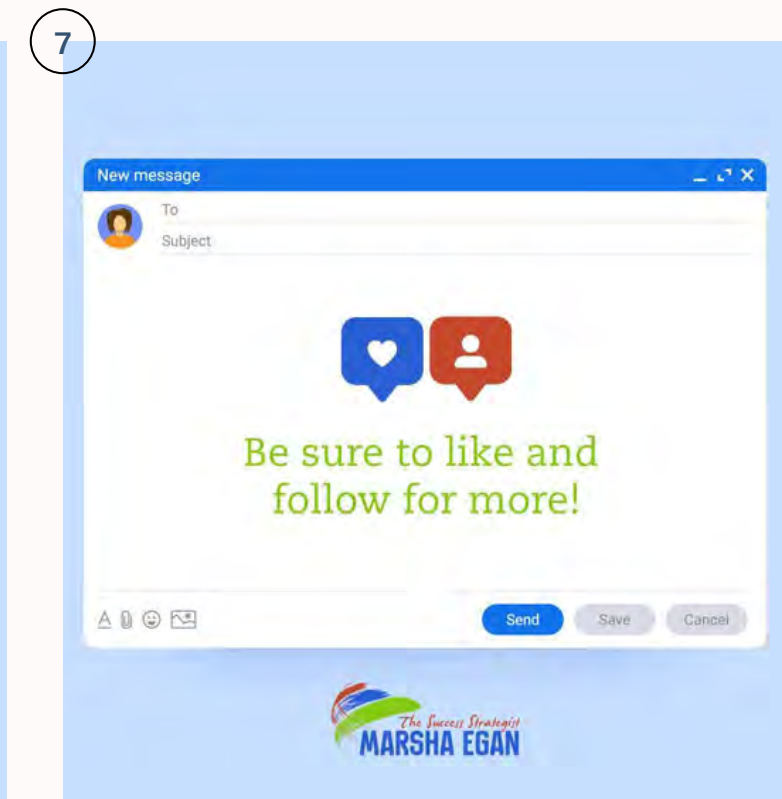 7
New message
To
Subject
Be sure to like and
follow for more!
Send Save Cancel
The Success Strategist
MARSHA EGAN